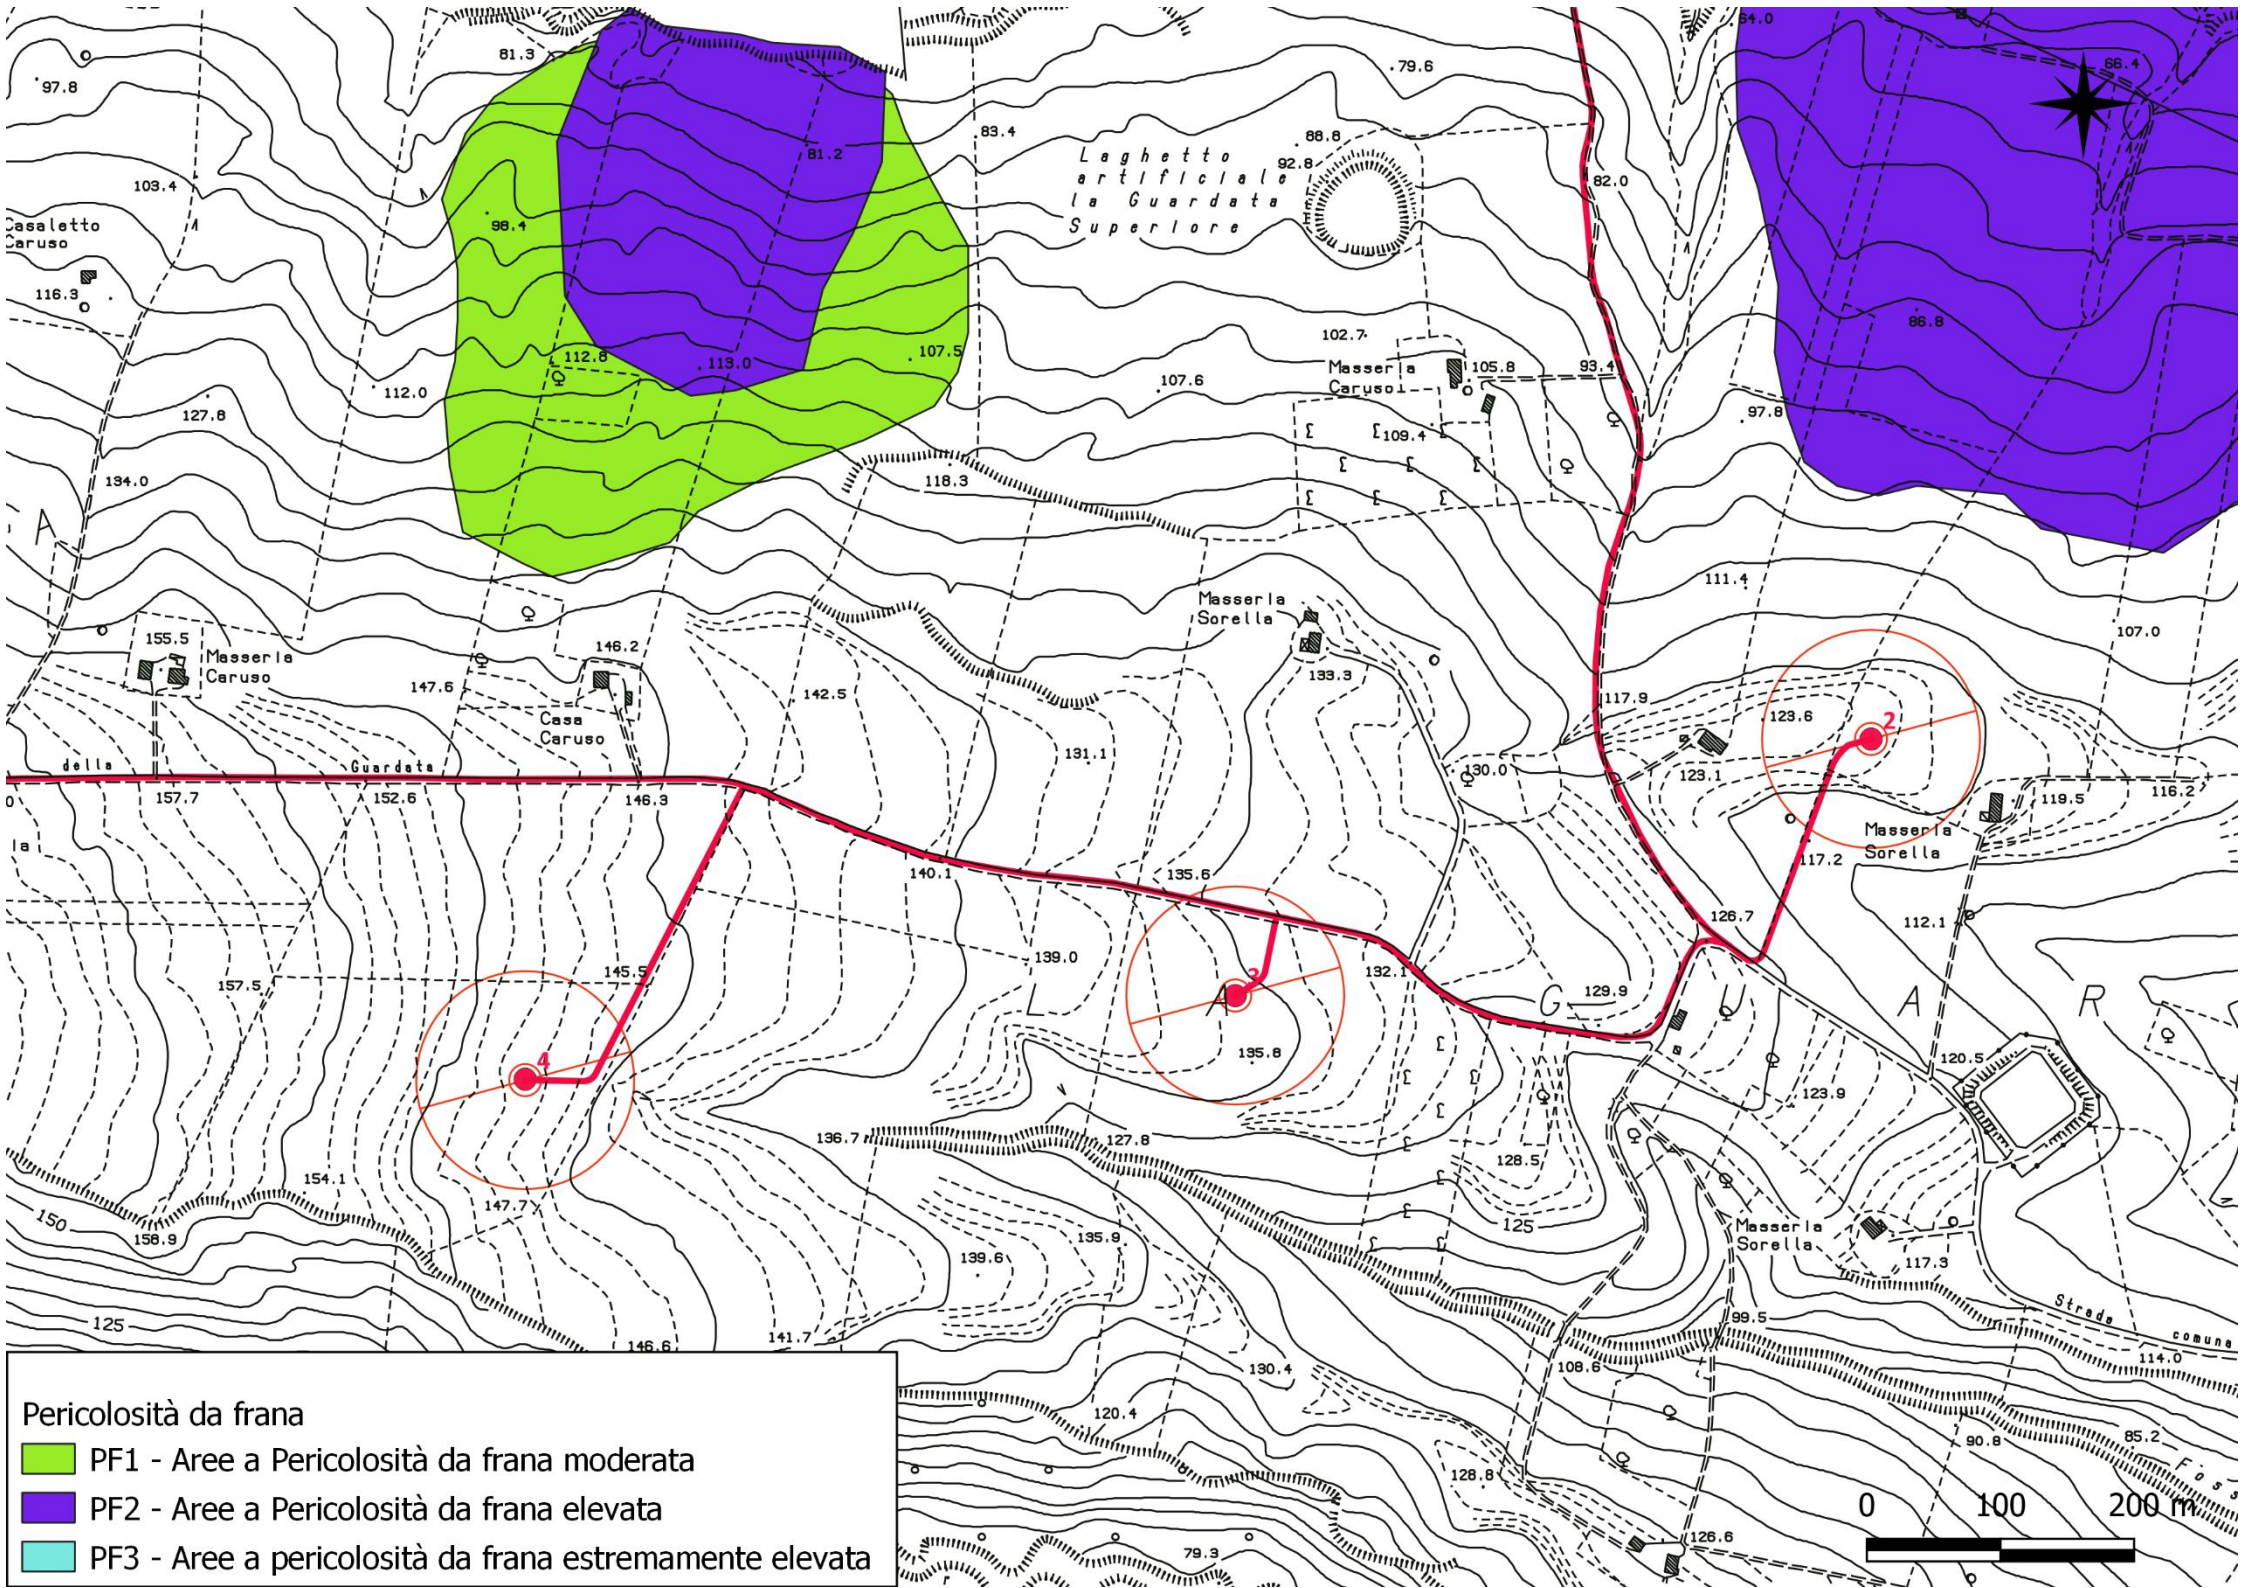 64.0
81.3
79.6
66.4
97.8
83.4
88.8
81.2
Laghetto
artificiale
la Guardata
Superiore
92.8
103.4
82.0
98.4
Casaletto
Caruso
116.3
86.8
102.7
112.8
113.0
107.5
107.6
Masseria
Caruso
105.8
93.4
112.0
127.8
97.8
109.4
134.0
118.3
A
111.4
Masseria
Sorella
107.0
155.5
146.2
Masseria
Caruso
147.6
142.5
133.3
117.9
123.6
2
Casa
Caruso
131.1
130.0
123.1
della Guardata
157.7
152.6
146.3
119.5
116.2
Masseria
Sorella
la
117.2
140.1
135.6
126.7
112.1
139.0
132.1
145.5
157.5
3
129.9
L
A
G
U
A
R
4
135.8
120.5
123.9
136.7
127.8
128.5
154.1
147.7
150
158.9
125
135.9
139.6
Masseria
Sorella
117.3
Strada comuna
99.5
125
146.6
141.7
130.4
108.6
114.0
120.4
90.8
85.2
Foss
128.8
126.6
79.3
Pericolosità da frana
PF1 - Aree a Pericolosità da frana moderata
PF2 - Aree a Pericolosità da frana elevata
PF3 - Aree a pericolosità da frana estremamente elevata
0 100 200 m